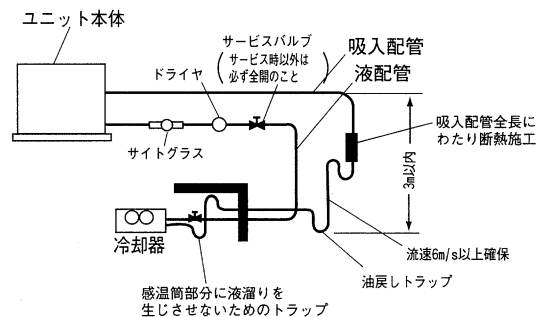 ユニット本体
サービスバルブ
(サービス時以外は
必ず全開のこと)
吸入配管
液配管
ドライヤ
サイトグラス
吸入配管全長に
わたり断熱施工
3m以内
冷却器
流速6m/s以上確保
油戻しトラップ
感温筒部分に液溜りを
生じさせないためのトラップ